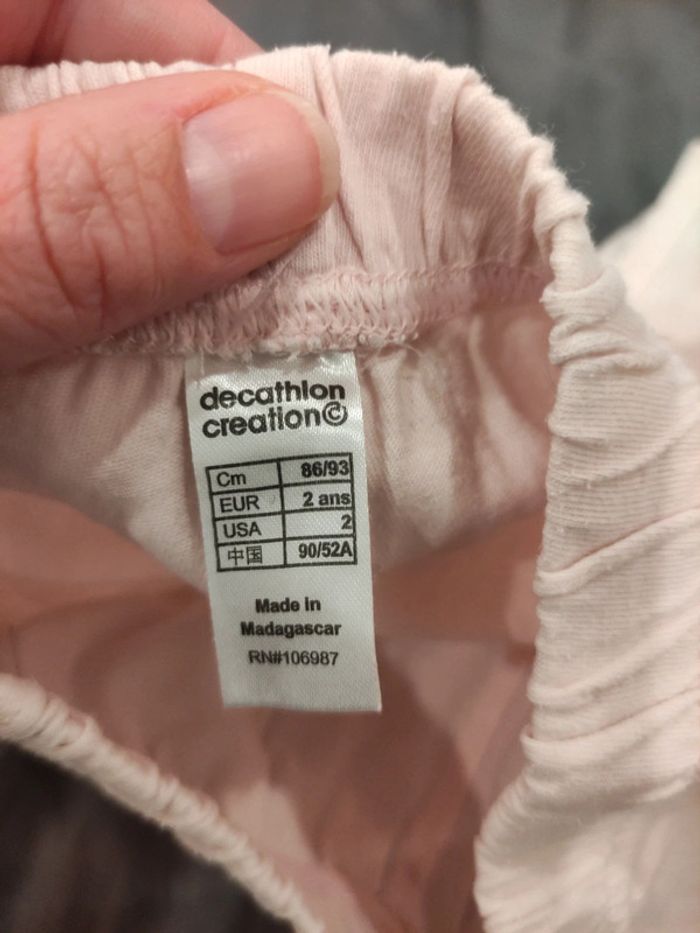 decathlon
creation©
Cm 86/93
EUR 2 ans
USA 2
中国 90/52A
Made in
Madagascar
RN#106987